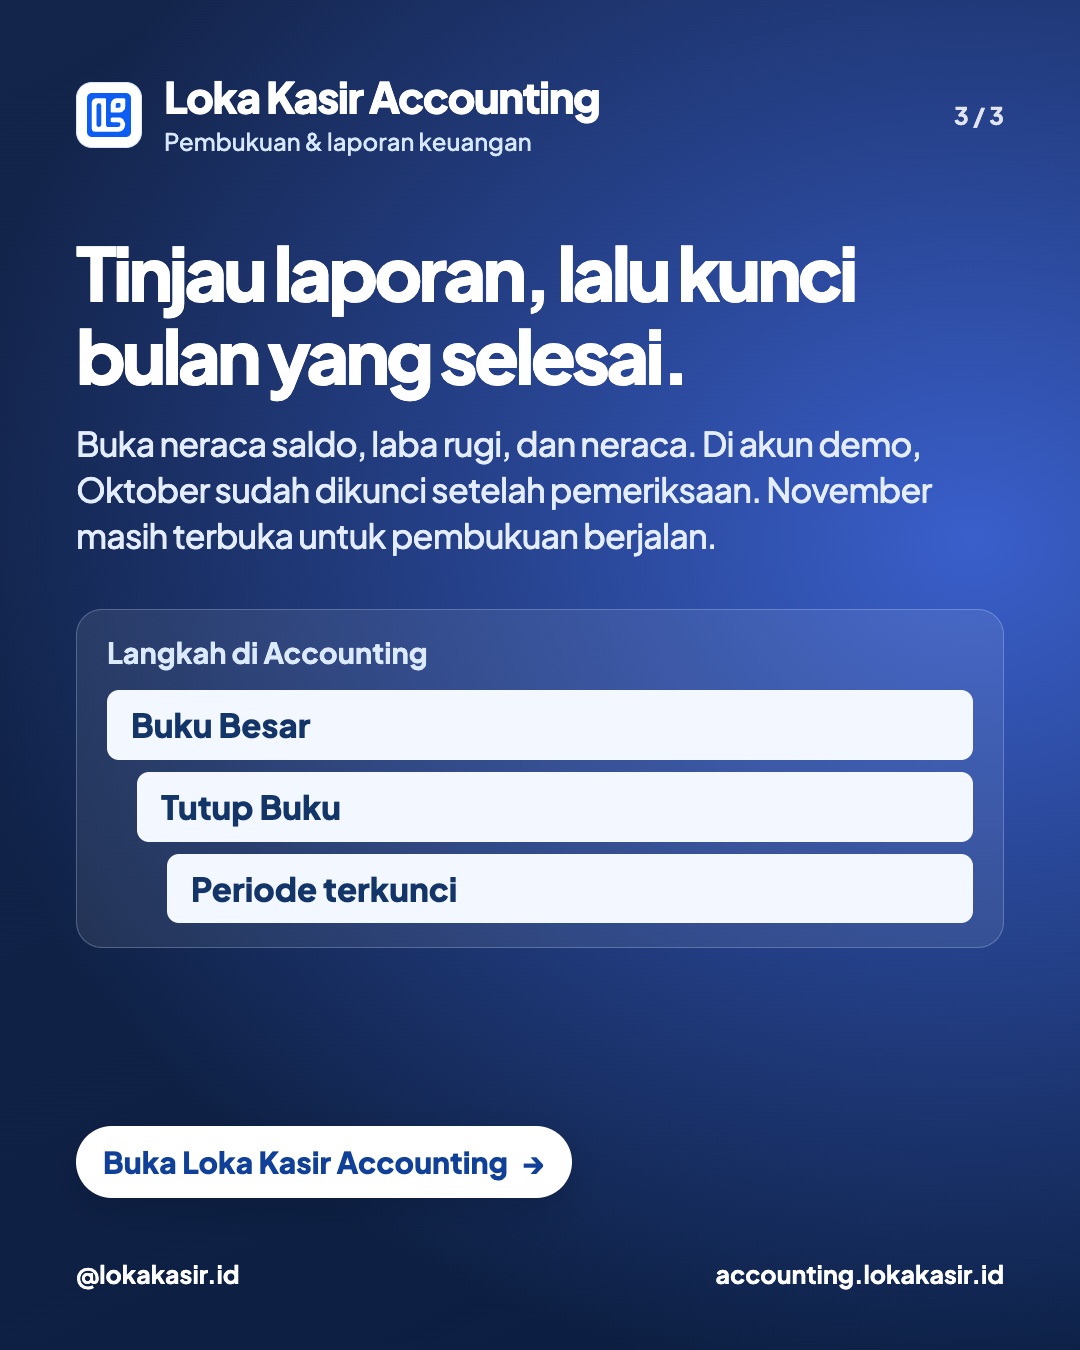 Loka Kasir Accounting
Pembukuan & laporan keuangan
3 / 3
Tinjau laporan, lalu kunci
bulan yang selesai.
Buka neraca saldo, laba rugi, dan neraca. Di akun demo,
Oktober sudah dikunci setelah pemeriksaan. November
masih terbuka untuk pembukuan berjalan.
Langkah di Accounting
Buku Besar
Tutup Buku
Periode terkunci
Buka Loka Kasir Accounting →
@lokakasir.id
accounting.lokakasir.id